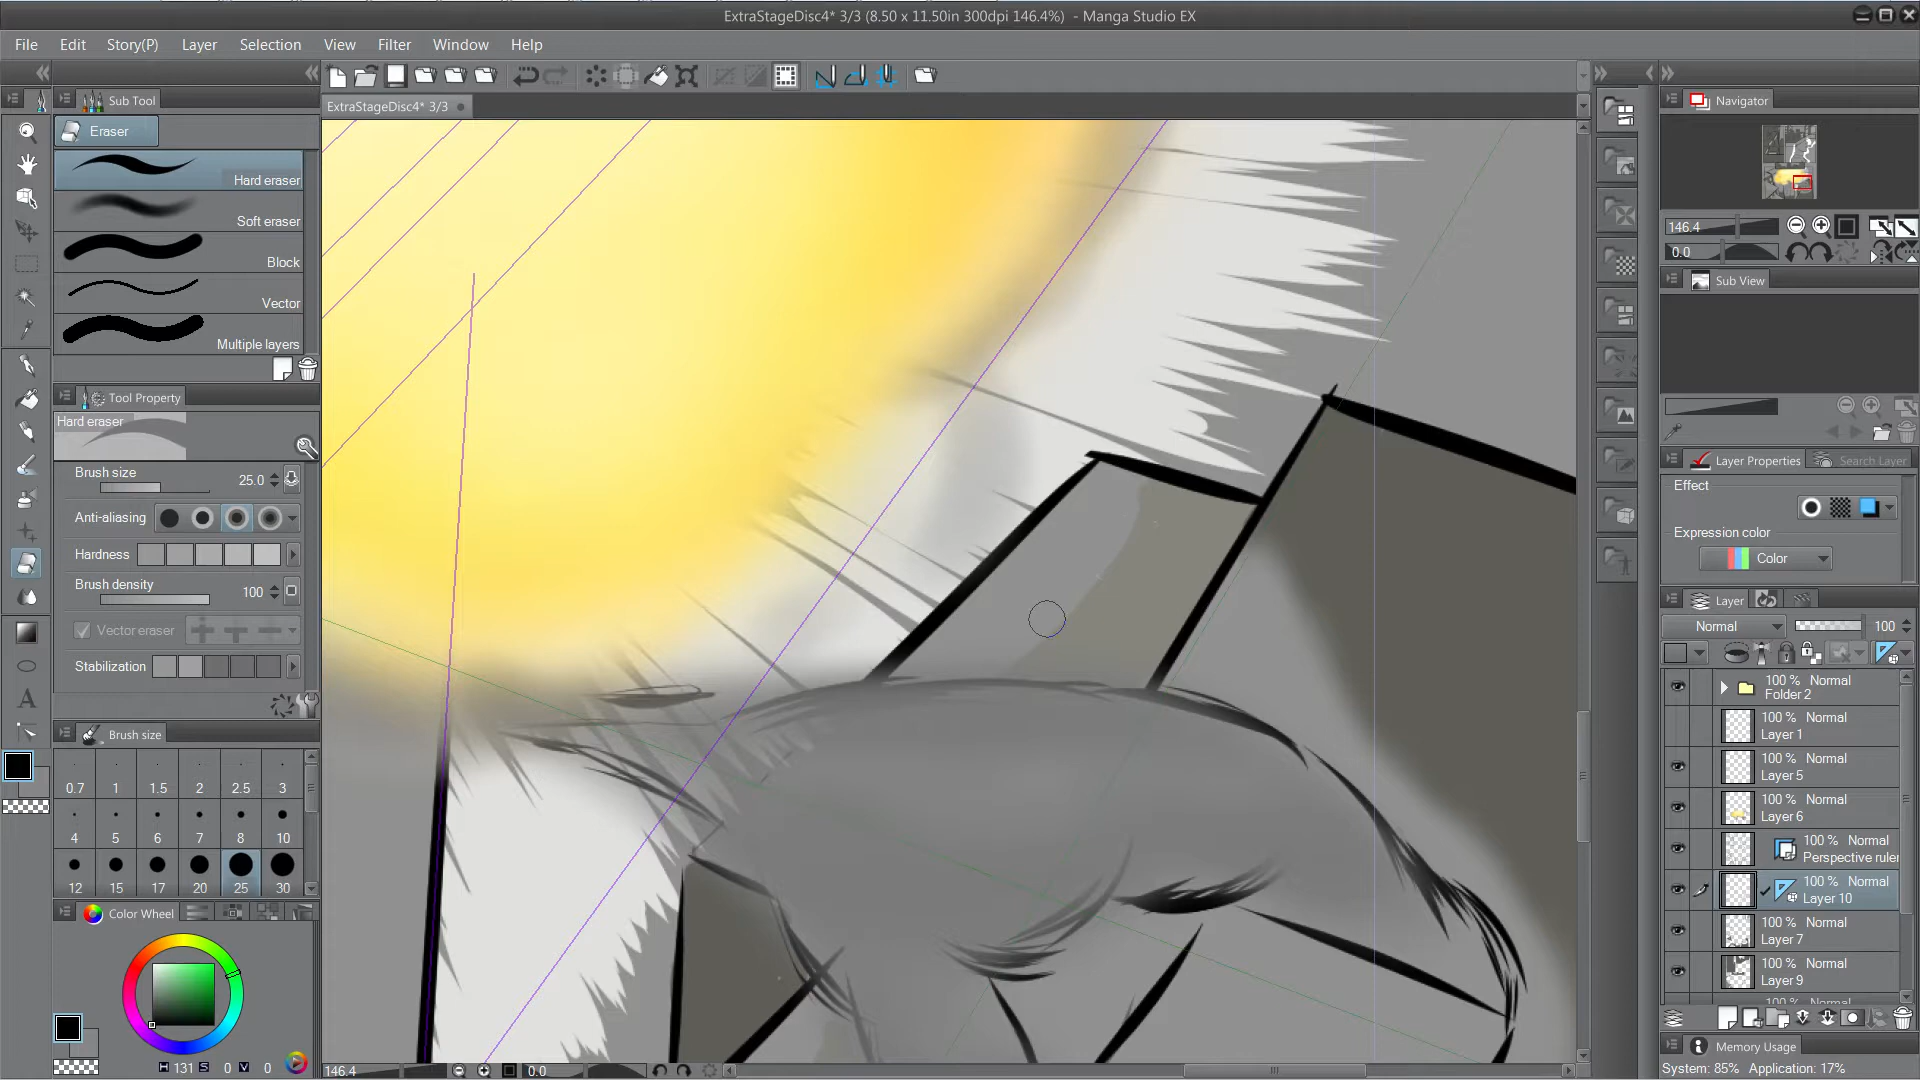 ExtraStageDisc4* 3/3 (8.50 x 11.50in 300dpi 146.4%) - Manga Studio EX
File Edit Story(P) Layer Selection View Filter Window Help
Sub Tool
ExtraStageDisc4* 3/3
Navigator
Eraser
Hard eraser
Soft eraser
Block
Vector
Multiple layers
146.4
0.0
Sub View
Tool Property
Hard eraser
Brush size 25.0
Anti-aliasing
Hardness
Brush density 100
Vector eraser
Stabilization
Layer Properties Search Layer
Effect
Expression color
Color
Layer
Normal 100
100 % Normal
Folder 2
100 % Normal
Layer 1
100 % Normal
Layer 5
100 % Normal
Layer 6
100 % Normal
Perspective ruler
100 % Normal
Layer 10
100 % Normal
Layer 7
100 % Normal
Layer 9
100 % Normal
Brush size
0.7 1 1.5 2 2.5 3
4 5 6 7 8 10
12 15 17 20 25 30
Color Wheel
H 131 S 0 V 0
146.4 0.0
Memory Usage
System: 85% Application: 17%